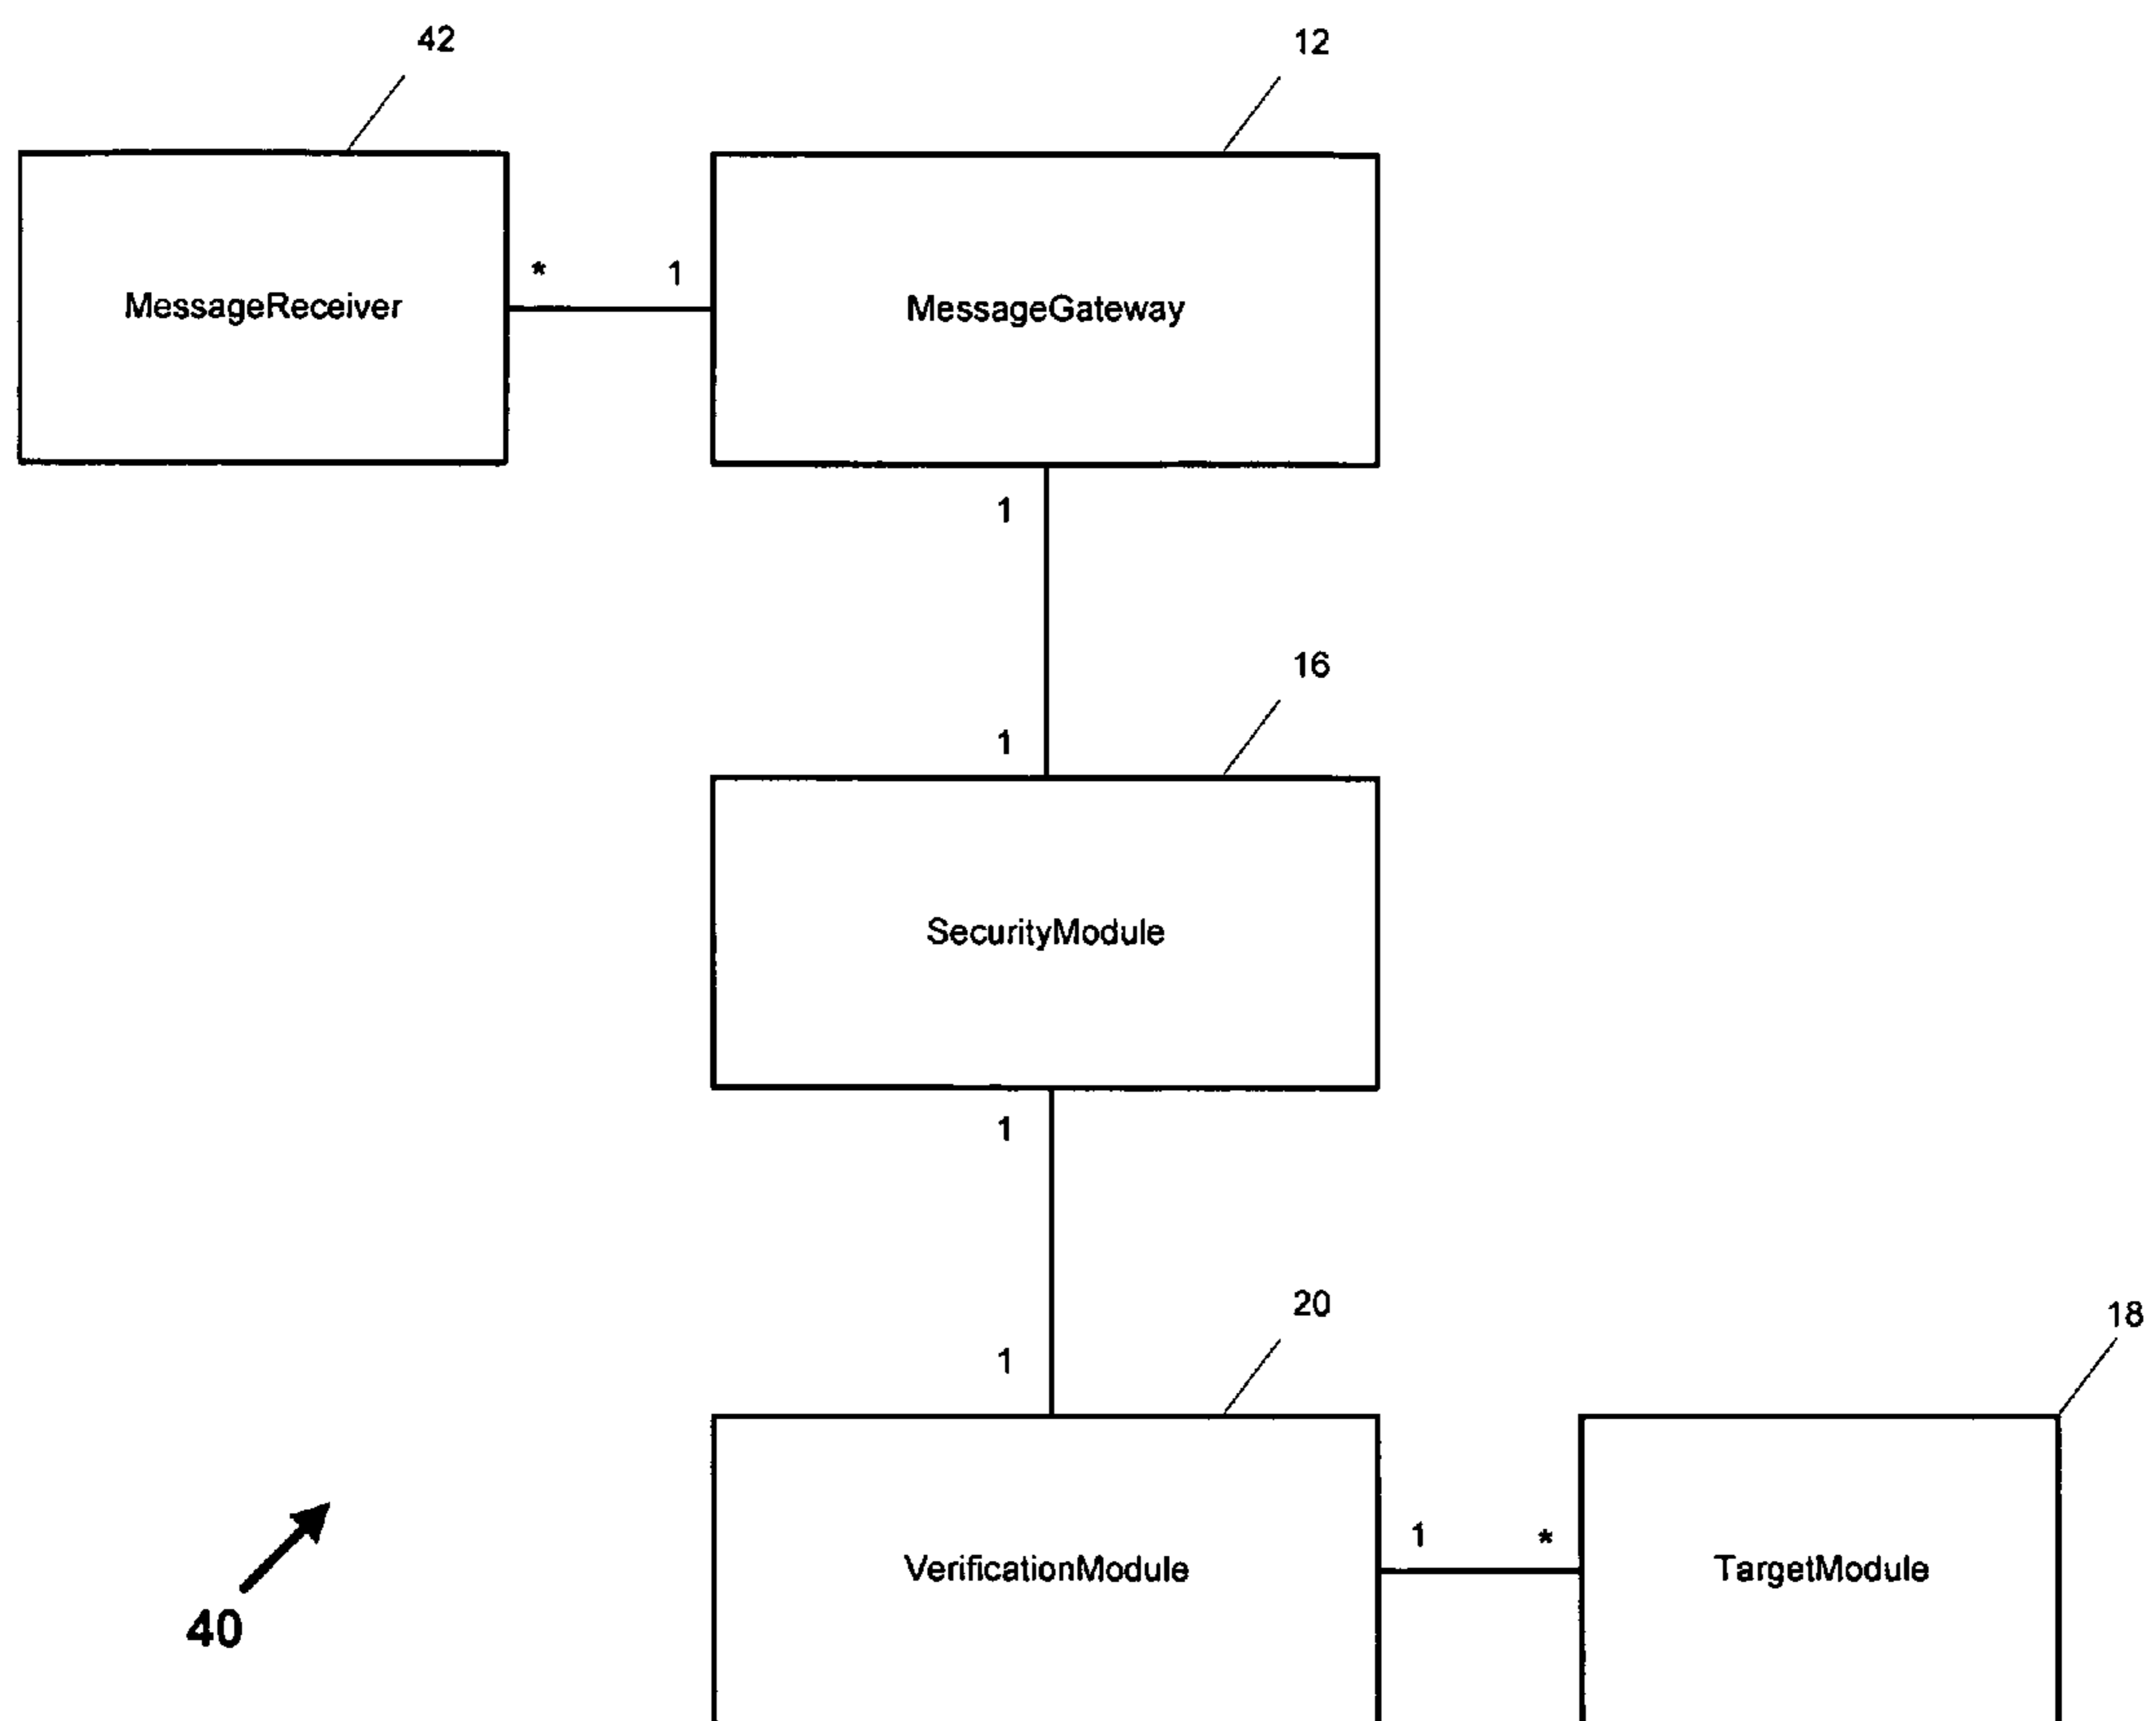 42
12
* 1
MessageReceiver
MessageGateway
1
16
1
SecurityModule
1
20
18
1
1 *
VerificationModule
TargetModule
40